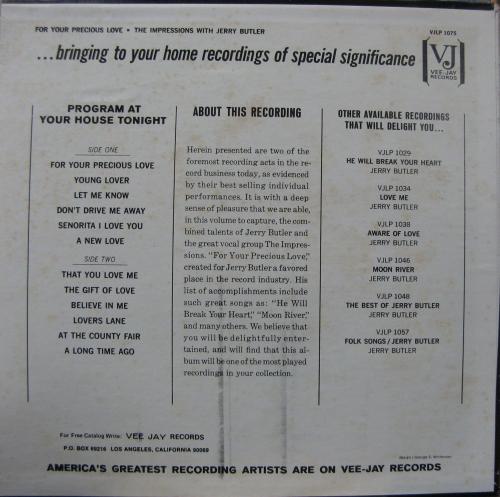 FOR YOUR PRECIOUS LOVE • THE IMPRESSIONS WITH JERRY BUTLER
VJLP 1075
...bringing to your home recordings of special significance
VJ
VEE-JAY
RECORDS
PROGRAM AT
YOUR HOUSE TONIGHT
SIDE ONE
FOR YOUR PRECIOUS LOVE
YOUNG LOVER
LET ME KNOW
DON'T DRIVE ME AWAY
SENORITA I LOVE YOU
A NEW LOVE
SIDE TWO
THAT YOU LOVE ME
THE GIFT OF LOVE
BELIEVE IN ME
LOVERS LANE
AT THE COUNTY FAIR
A LONG TIME AGO
ABOUT THIS RECORDING
Herein presented are two of the
foremost recording acts in the re-
cord business today, as evidenced
by their best selling individual
performances. It is with a deep
sense of pleasure that we are able,
in this volume to capture, the com-
bined talents of Jerry Butler and
the great vocal group The Impres-
sions. "For Your Precious Love,"
created for Jerry Butler a favored
place in the record industry. His
list of accomplishments include
such great songs as: "He Will
Break Your Heart," "Moon River,"
and many others. We believe that
you will be delightfully enter-
tained, and will find that this al-
bum will be one of the most played
recordings in your collection.
OTHER AVAILABLE RECORDINGS
THAT WILL DELIGHT YOU...
VJLP 1029
HE WILL BREAK YOUR HEART
JERRY BUTLER
VJLP 1034
LOVE ME
JERRY BUTLER
VJLP 1038
AWARE OF LOVE
JERRY BUTLER
VJLP 1046
MOON RIVER
JERRY BUTLER
VJLP 1048
THE BEST OF JERRY BUTLER
JERRY BUTLER
VJLP 1057
FOLK SONGS/JERRY BUTLER
JERRY BUTLER
For Free Catalog Write: VEE JAY RECORDS
P.O. BOX 69216 LOS ANGELES, CALIFORNIA 90069
AMERICA'S GREATEST RECORDING ARTISTS ARE ON VEE-JAY RECORDS